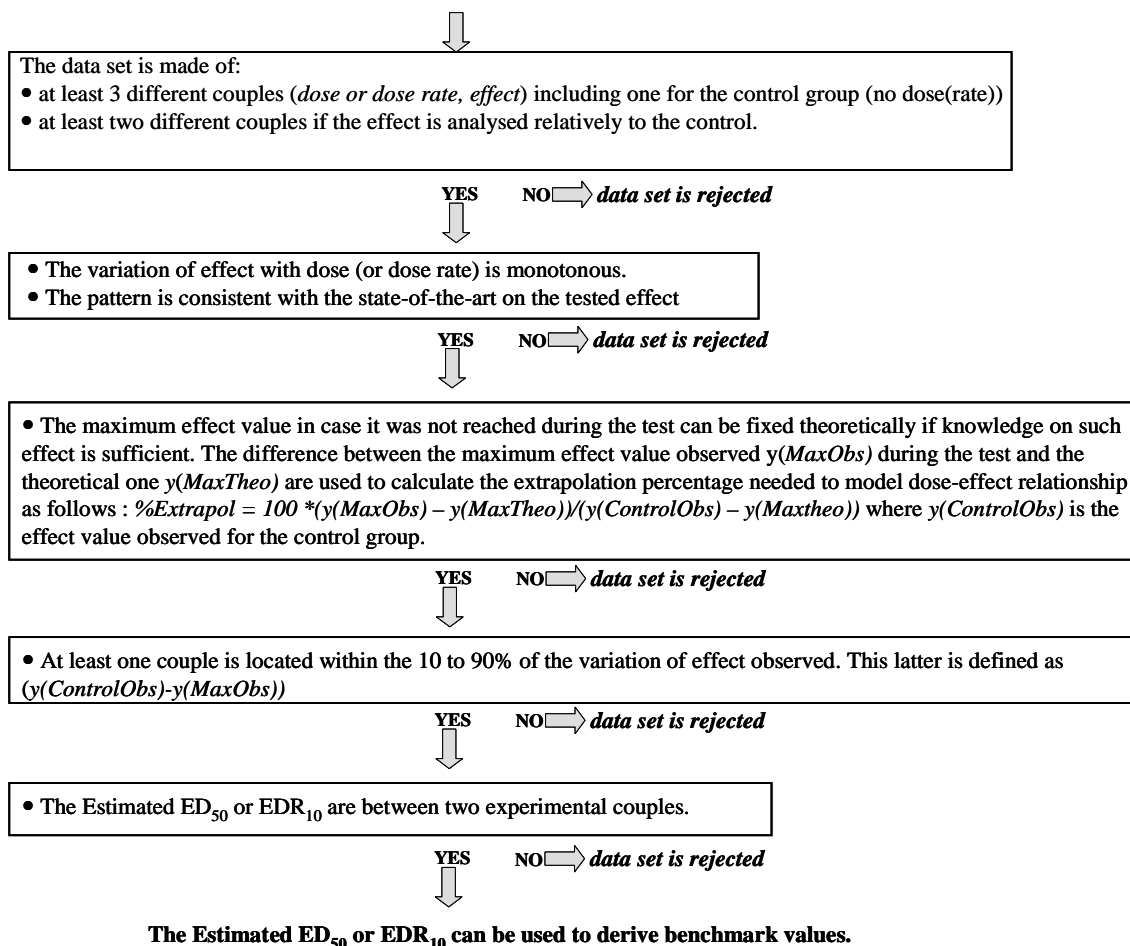 The data set is made of:
• at least 3 different couples (dose or dose rate, effect) including one for the control group (no dose(rate))
• at least two different couples if the effect is analysed relatively to the control.
YES NO data set is rejected
• The variation of effect with dose (or dose rate) is monotonous.
• The pattern is consistent with the state-of-the-art on the tested effect
YES NO data set is rejected
• The maximum effect value in case it was not reached during the test can be fixed theoretically if knowledge on such
effect is sufficient. The difference between the maximum effect value observed y(MaxObs) during the test and the
theoretical one y(MaxTheo) are used to calculate the extrapolation percentage needed to model dose-effect relationship
as follows : %Extrapol = 100 *(y(MaxObs) – y(MaxTheo))/(y(ControlObs) – y(Maxtheo)) where y(ControlObs) is the
effect value observed for the control group.
YES NO data set is rejected
• At least one couple is located within the 10 to 90% of the variation of effect observed. This latter is defined as
(y(ControlObs)-y(MaxObs))
YES NO data set is rejected
• The Estimated ED50 or EDR10 are between two experimental couples.
YES NO data set is rejected
The Estimated ED50 or EDR10 can be used to derive benchmark values.